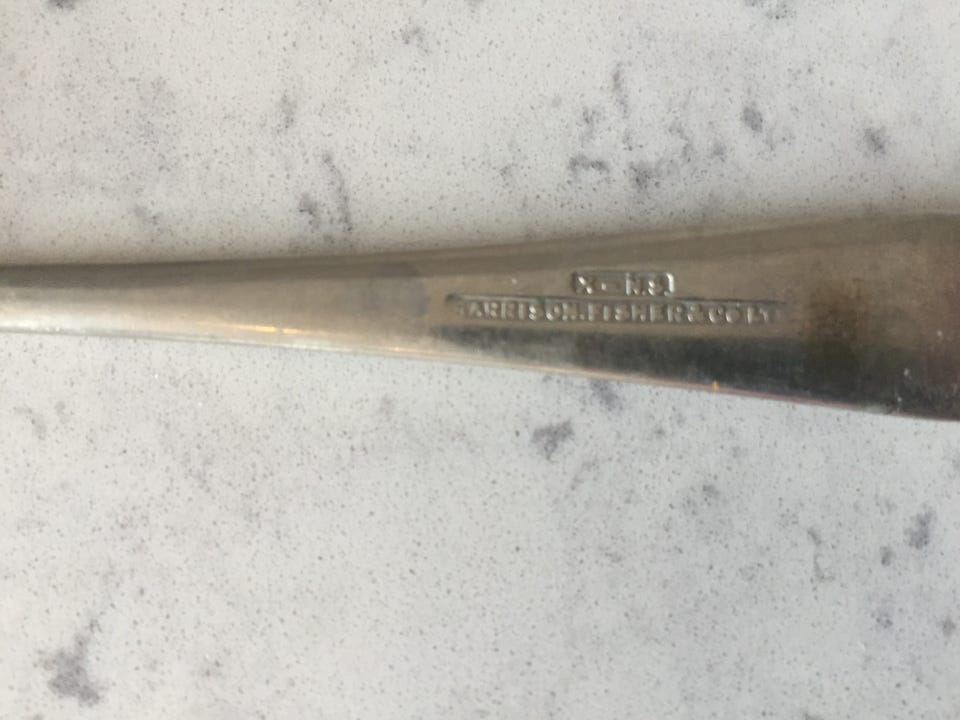 X - N.S.
HARRISON.FISHER & CO LTD